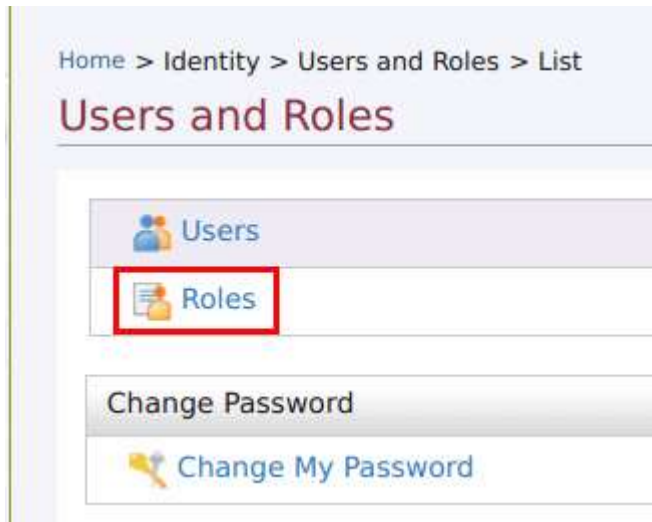 Home > Identity > Users and Roles > List
Users and Roles
Users
Roles
Change Password
Change My Password